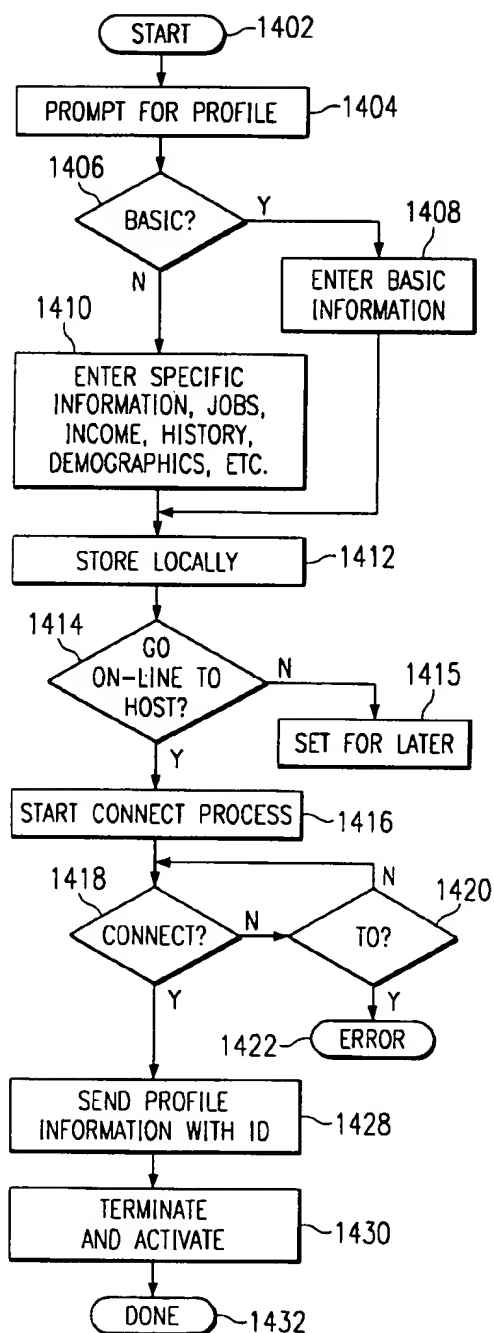 START
1402
PROMPT FOR PROFILE
1404
1406
BASIC?
Y
N
1408
ENTER BASIC
INFORMATION
1410
ENTER SPECIFIC
INFORMATION, JOBS,
INCOME, HISTORY,
DEMOGRAPHICS, ETC.
STORE LOCALLY
1412
1414
GO
ON-LINE TO
HOST?
N
Y
1415
SET FOR LATER
START CONNECT PROCESS
1416
1418
CONNECT?
N
Y
N
1420
TO?
Y
1422
ERROR
SEND PROFILE
INFORMATION WITH ID
1428
TERMINATE
AND ACTIVATE
1430
DONE
1432